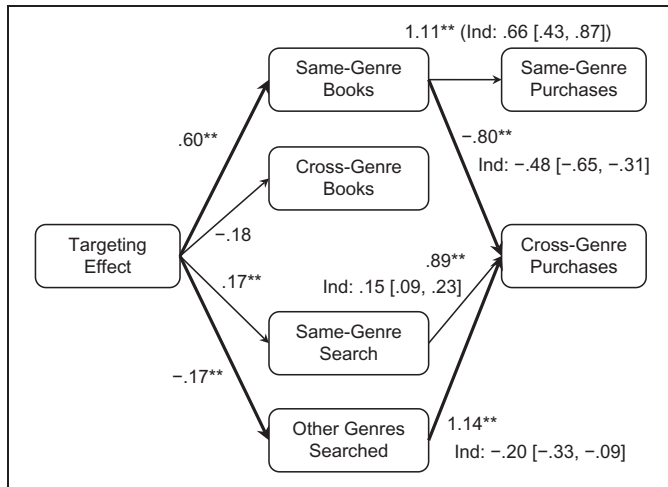 1.11** (Ind: .66 [.43, .87])
Same-Genre
Books
Same-Genre
Purchases
.60**
−.80**
Ind: −.48 [−.65, −.31]
Cross-Genre
Books
Targeting
Effect
−.18
Cross-Genre
Purchases
.17**
.89**
Ind: .15 [.09, .23]
Same-Genre
Search
−.17**
Other Genres
Searched
1.14**
Ind: −.20 [−.33, −.09]